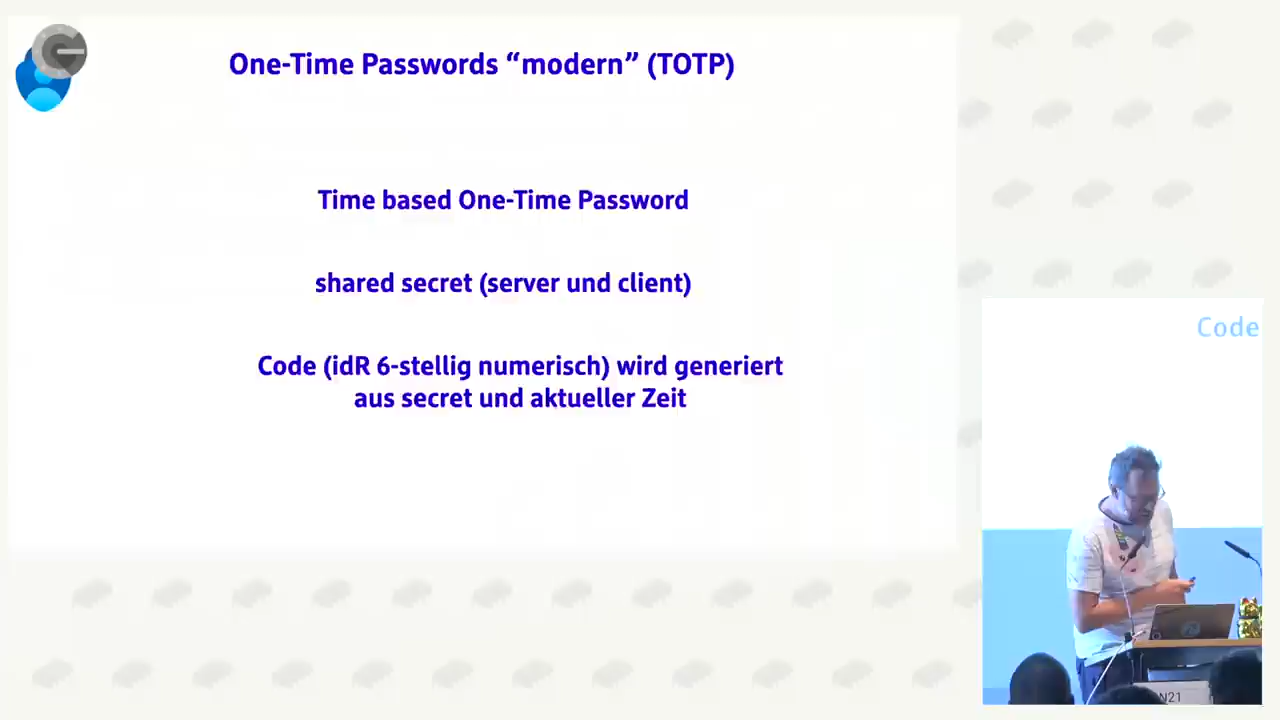 One-Time Passwords “modern” (TOTP)
Time based One-Time Password
shared secret (server und client)
Code (idR 6-stellig numerisch) wird generiert
aus secret und aktueller Zeit
Code
N21